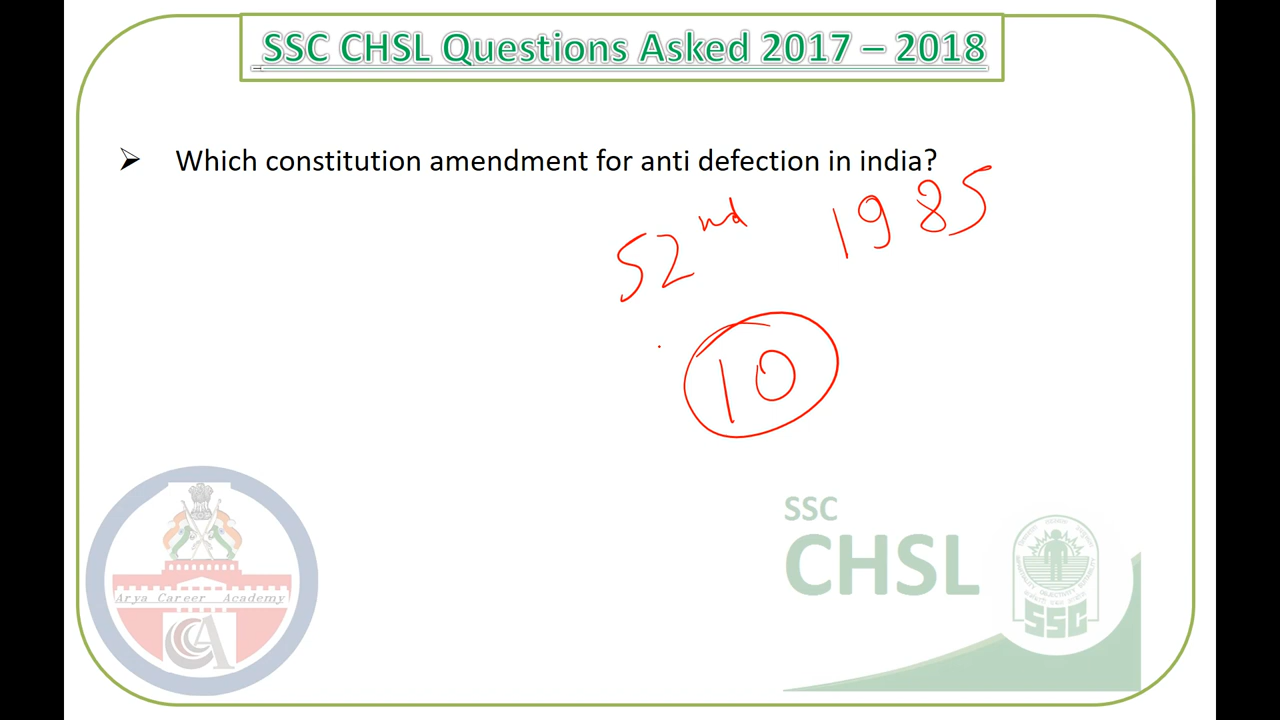 SSC CHSL Questions Asked 2017 – 2018
➢ Which constitution amendment for anti defection in india?
52nd 1985
10
SSC
CHSL
Arya Career Academy
SSC